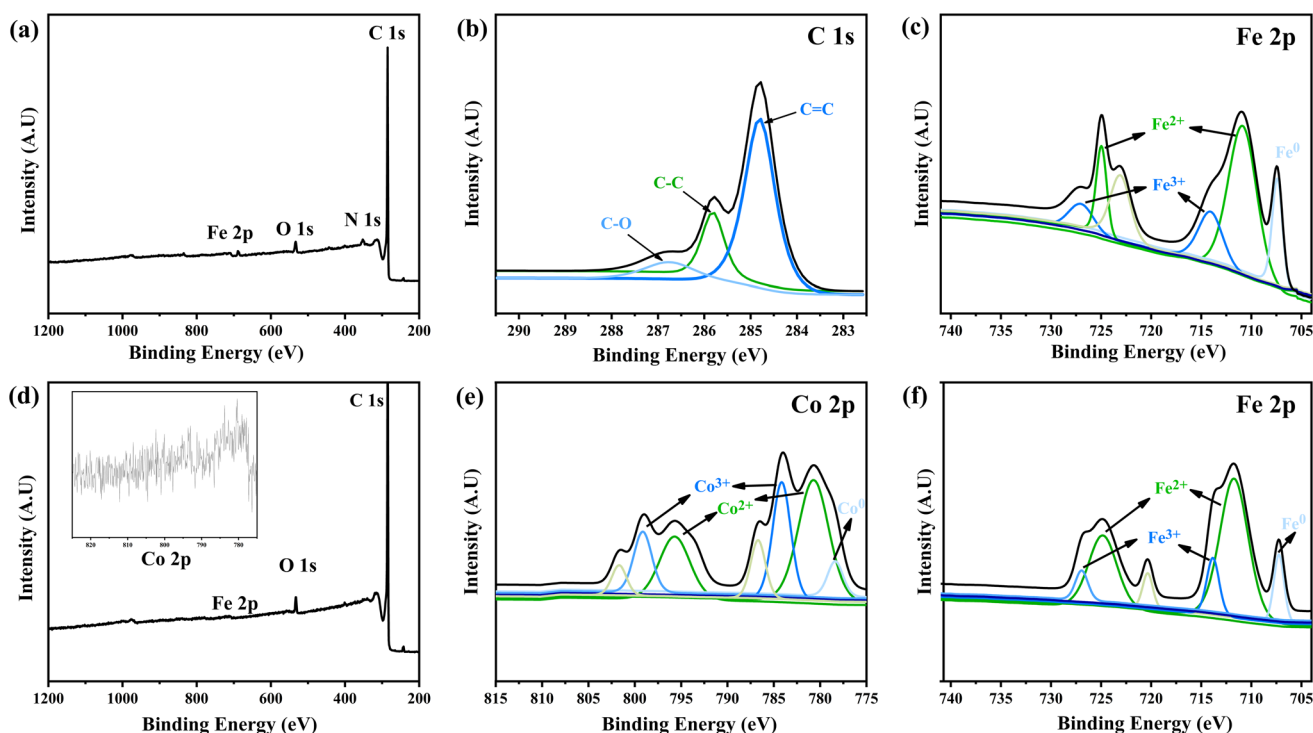 (a)
C 1s
N 1s
O 1s
Fe 2p
Intensity (A.U)
1200 1000 800 600 400 200
Binding Energy (eV)
(b)
C 1s
C=C
C-C
C-O
Intensity (A.U)
290 289 288 287 286 285 284 283
Binding Energy (eV)
(c)
Fe 2p
Fe²⁺
Fe³⁺
Fe⁰
Intensity (A.U)
740 735 730 725 720 715 710 705
Binding Energy (eV)
(d)
C 1s
820 810 800 790 780
Co 2p
O 1s
Fe 2p
Intensity (A.U)
1200 1000 800 600 400 200
Binding Energy (eV)
(e)
Co 2p
Co³⁺
Co²⁺
Co⁰
Intensity (A.U)
815 810 805 800 795 790 785 780 775
Binding Energy (eV)
(f)
Fe 2p
Fe²⁺
Fe³⁺
Fe⁰
Intensity (A.U)
740 735 730 725 720 715 710 705
Binding Energy (eV)